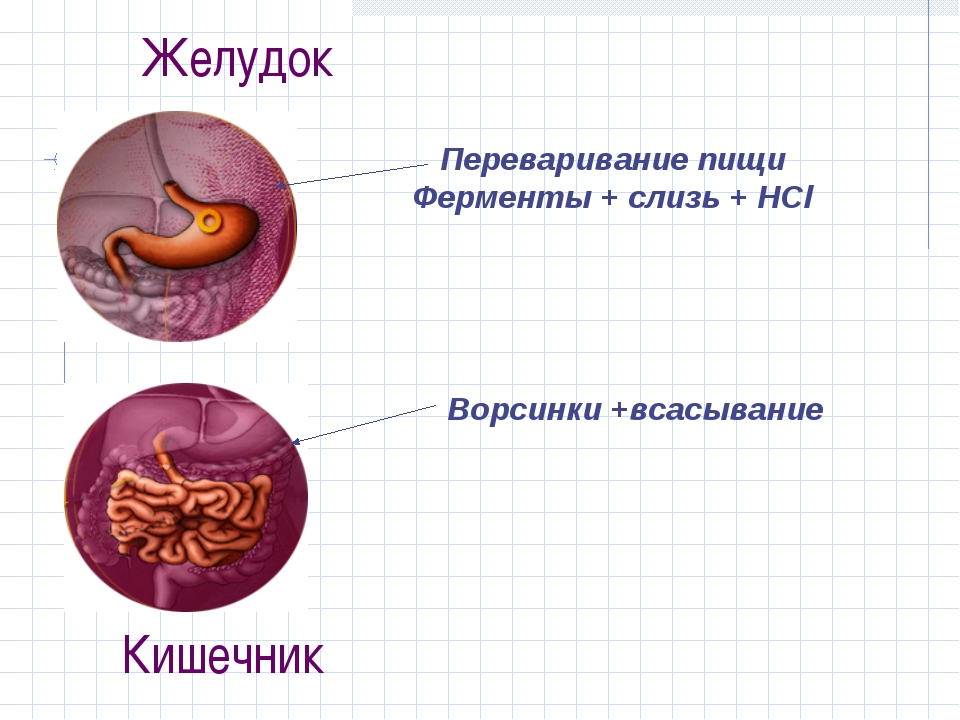 Желудок
Переваривание пищи
Ферменты + слизь + HCl
Ворсинки +всасывание
Кишечник